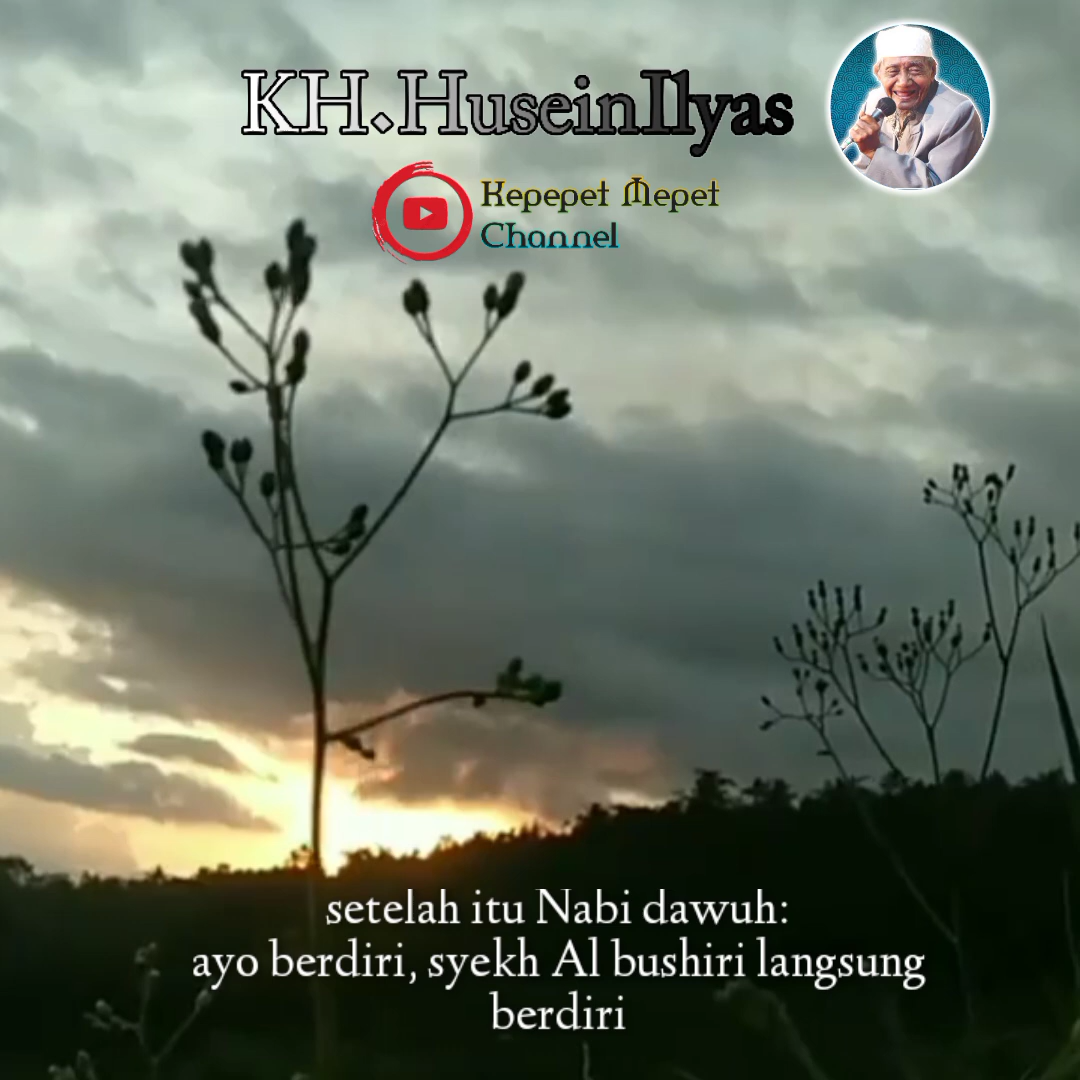 KH.HuseinIlyas
Kepepet Mepet
Channel
setelah itu Nabi dawuh:
ayo berdiri, syekh Al bushiri langsung
berdiri